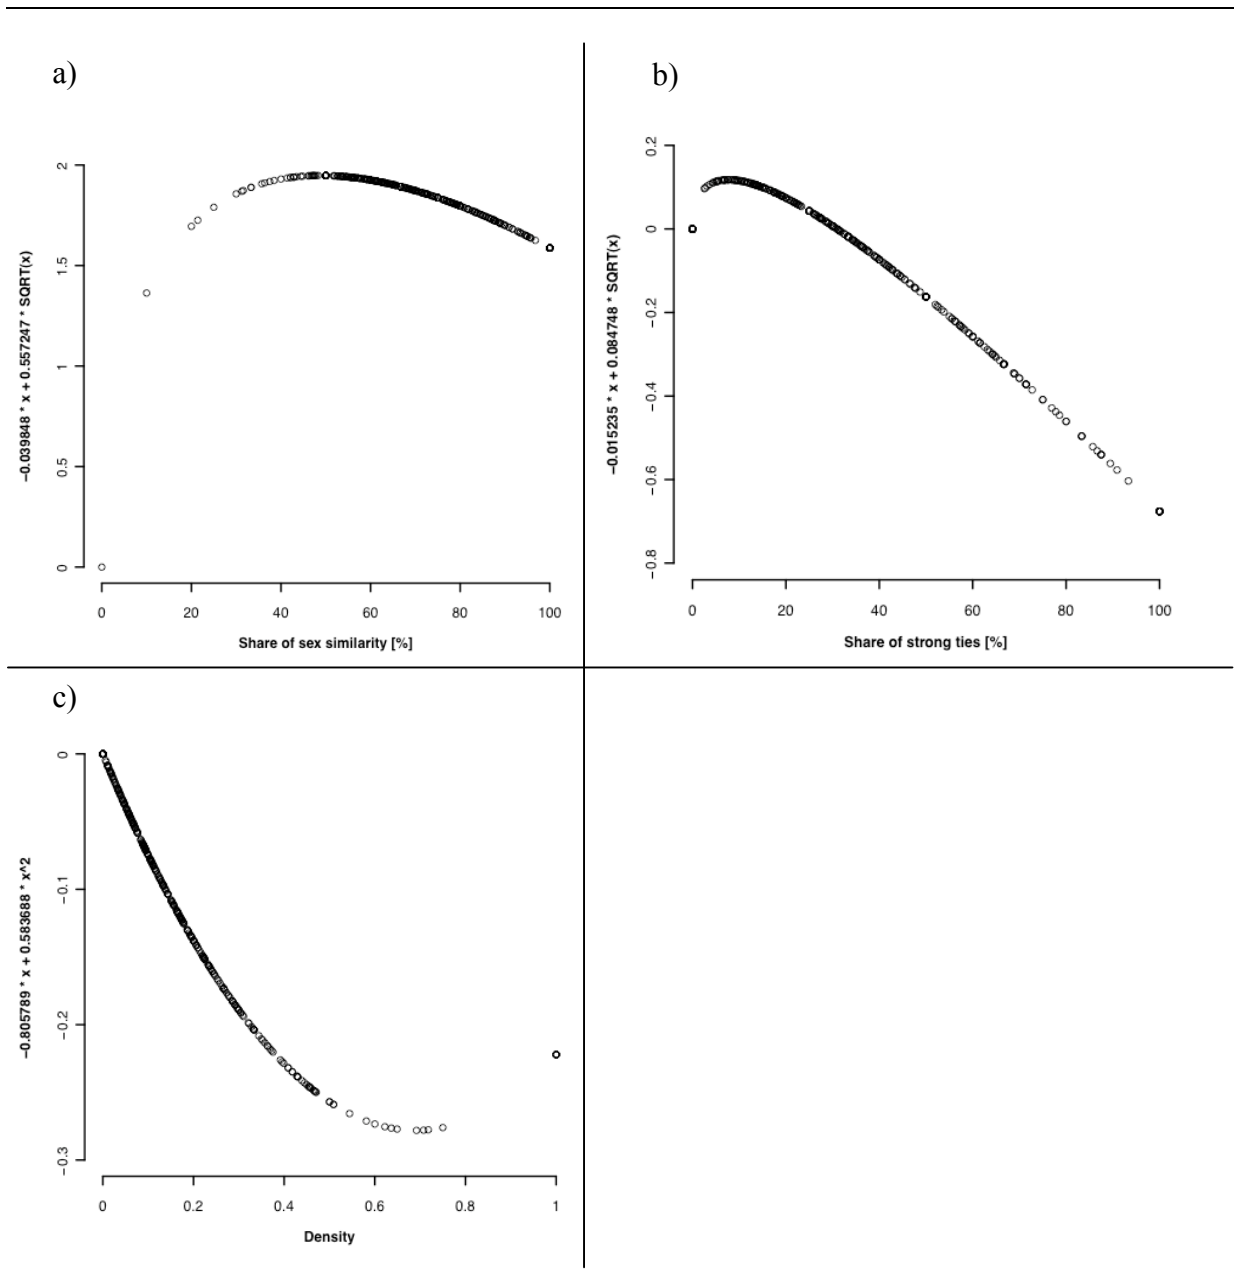 a)
−0.039848 * x + 0.557247 * SQRT(x)
2
1.5
1
0.5
0
0 20 40 60 80 100
Share of sex similarity [%]
b)
−0.015235 * x + 0.084748 * SQRT(x)
0.2
0
−0.2
−0.4
−0.6
−0.8
0 20 40 60 80 100
Share of strong ties [%]
c)
−0.805789 * x + 0.583688 * x^2
0
−0.1
−0.2
−0.3
0 0.2 0.4 0.6 0.8 1
Density